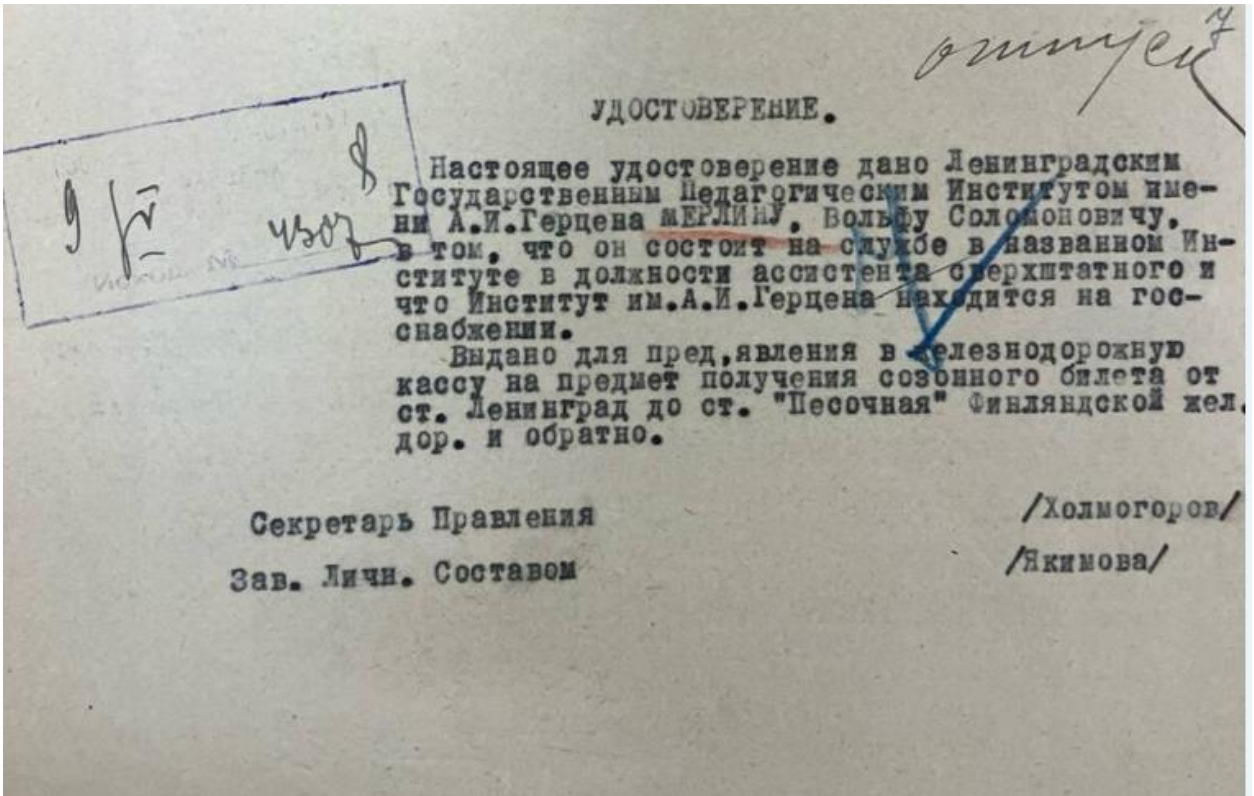 7
отпуск
УДОСТОВЕРЕНИЕ.
9/V 8
Настоящее удостоверение дано Ленинградским
Государственным Педагогическим Институтом име-
ни А.И.Герцена МЕРЛИНУ, Вольфу Соломоновичу,
в том, что он состоит на службе в названном Ин-
ституте в должности ассистента сверхштатного и
что Институт им.А.И.Герцена находится на гос-
снабжении.
Выдано для пред,явления в железнодорожную
кассу на предмет получения созонного билета от
ст. Ленинград до ст. "Песочная" Финляндской жел.
дор. и обратно.
Секретарь Правления /Холмогоров/
Зав. Личн. Составом /Якимова/